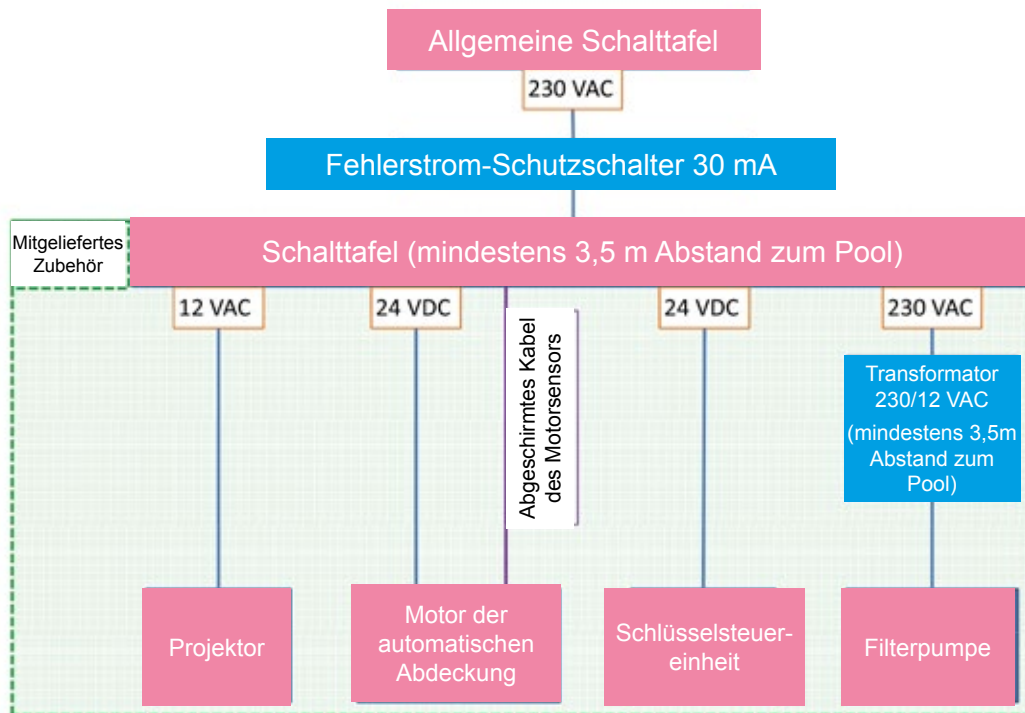 Allgemeine Schalttafel
230 VAC
Fehlerstrom-Schutzschalter 30 mA
Mitgeliefertes
Zubehör
Schalttafel (mindestens 3,5 m Abstand zum Pool)
12 VAC
24 VDC
Abgeschirmtes Kabel
des Motorsensors
24 VDC
230 VAC
Transformator
230/12 VAC
(mindestens 3,5m
Abstand zum
Pool)
Projektor
Motor der
automatischen
Abdeckung
Schlüsselsteuer-
einheit
Filterpumpe